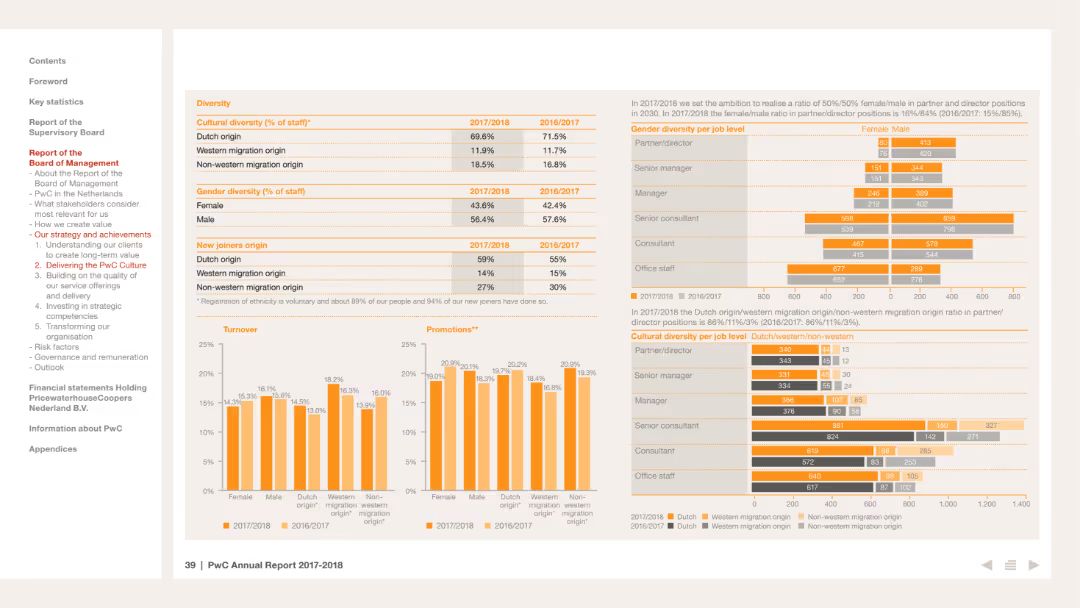 Contents
Foreword
Key statistics
Report of the
Supervisory Board
Report of the
Board of Management
- About the Report of the
Board of Management
- PwC in the Netherlands
- What stakeholders consider
most relevant for us
- How we create value
- Our strategy and achievements
1. Understanding our clients
to create long-term value
2. Delivering the PwC Culture
3. Building on the quality of
our service offerings
and delivery
4. Investing in strategic
competencies
5. Transforming our
organisation
- Risk factors
- Governance and remuneration
- Outlook
Financial statements Holding
PricewaterhouseCoopers
Nederland B.V.
Information about PwC
Appendices
Diversity
Cultural diversity (% of staff)* 2017/2018 2016/2017
Dutch origin 69.6% 71.5%
Western migration origin 11.9% 11.7%
Non-western migration origin 18.5% 16.8%
Gender diversity (% of staff) 2017/2018 2016/2017
Female 43.6% 42.4%
Male 56.4% 57.6%
New joiners origin 2017/2018 2016/2017
Dutch origin 59% 55%
Western migration origin 14% 15%
Non-western migration origin 27% 30%
* Registration of ethnicity is voluntary and about 89% of our people and 94% of our new joiners have done so.
Turnover
25%
20%
15%
10%
5%
0%
14.3% 15.3% 16.1% 15.6% 14.5% 13.0% 18.2% 16.3% 13.9% 16.0%
Female Male Dutch origin* Western migration origin* Non-western migration origin*
2017/2018 2016/2017
Promotions**
25%
20%
15%
10%
5%
0%
19.0% 20.9% 20.1% 18.3% 19.7% 20.2% 18.4% 16.8% 20.9% 19.3%
Female Male Dutch origin* Western migration origin* Non-western migration origin*
2017/2018 2016/2017
In 2017/2018 we set the ambition to realise a ratio of 50%/50% female/male in partner and director positions
in 2030. In 2017/2018 the female/male ratio in partner/director positions is 16%/84% (2016/2017: 15%/85%).
Gender diversity per job level Female Male
Partner/director 80 413
76 420
Senior manager 151 344
151 343
Manager 246 389
212 402
Senior consultant 799
539 798
Consultant 467 578
415 544
Office staff 677 289
276
2017/2018 2016/2017 800 600 400 200 0 200 400 600 800
In 2017/2018 the Dutch origin/western migration origin/non-western migration origin ratio in partner/
director positions is 86%/11%/3% (2016/2017: 86%/11%/3%).
Cultural diversity per job level Dutch/western/non-western
Partner/director 340 13
343 12
Senior manager 331 30
334 55 24
Manager 85
376 90 58
Senior consultant 327
824 142 271
Consultant 619 285
572 83 253
Office staff 640 105
617 87 102
0 200 400 600 800 1.000 1.200 1.400
2017/2018 Dutch Western migration origin Non-western migration origin
2016/2017 Dutch Western migration origin Non-western migration origin
39 | PwC Annual Report 2017-2018